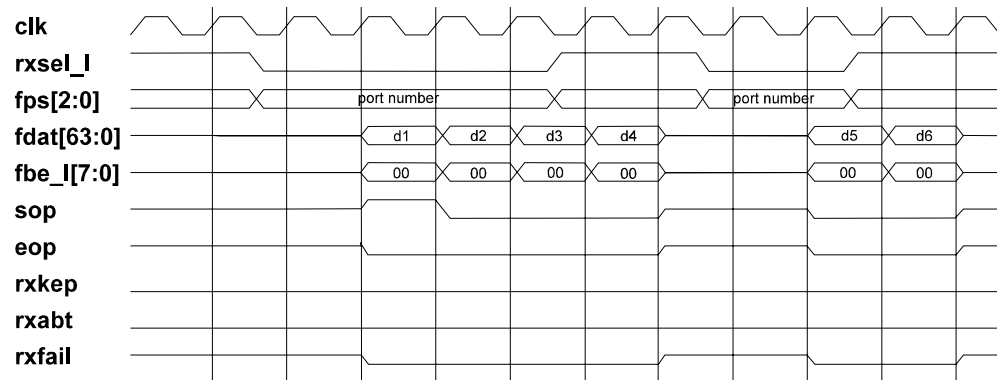 clk
rxsel_l
fps[2:0] port number port number
fdat[63:0] d1 d2 d3 d4 d5 d6
fbe_l[7:0] 00 00 00 00 00 00
sop
eop
rxkep
rxabt
rxfail